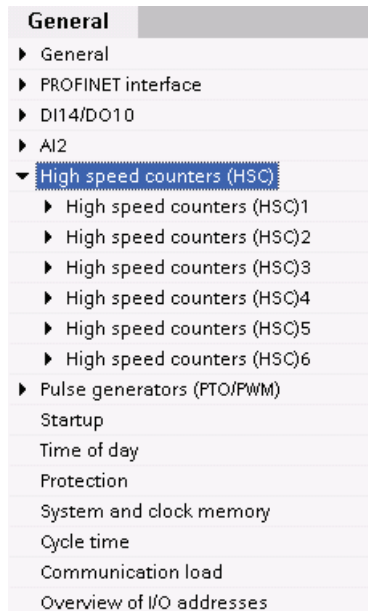 General
General
PROFINET interface
DI14/DO10
AI2
High speed counters (HSC)
High speed counters (HSC)1
High speed counters (HSC)2
High speed counters (HSC)3
High speed counters (HSC)4
High speed counters (HSC)5
High speed counters (HSC)6
Pulse generators (PTO/PWM)
Startup
Time of day
Protection
System and clock memory
Cycle time
Communication load
Overview of I/O addresses